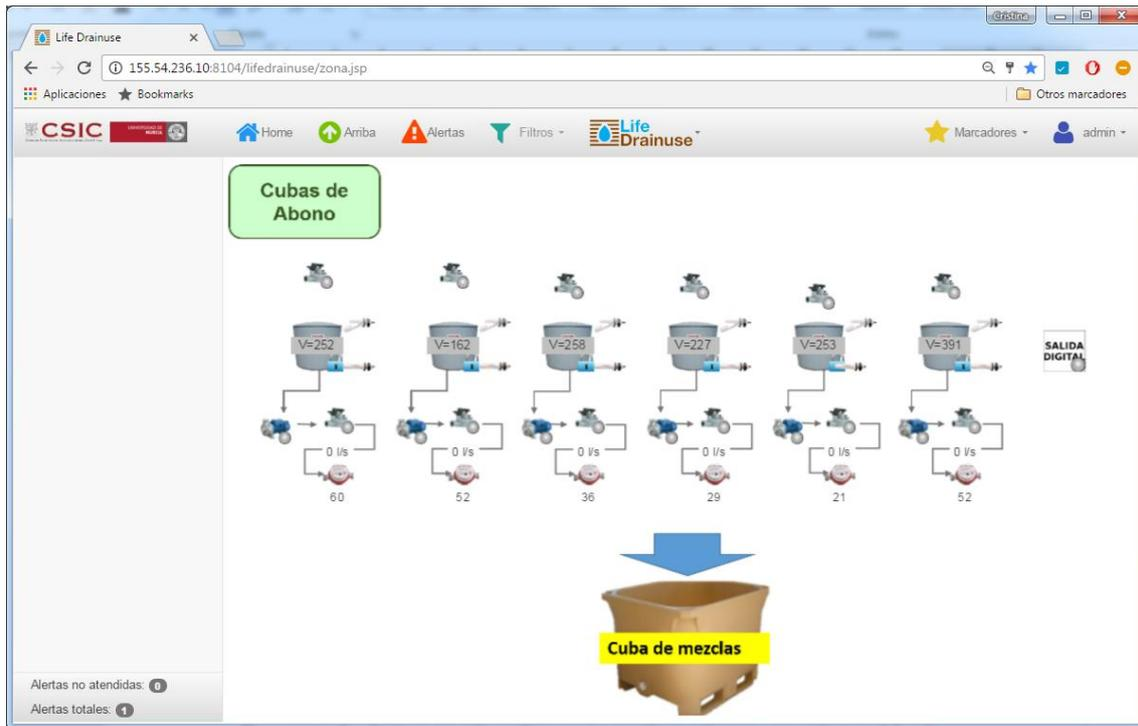 Cristina
Life Drainuse
155.54.236.10:8104/lifedrainuse/zona.jsp
Aplicaciones Bookmarks Otros marcadores
CSIC UNIVERSIDAD DE MURCIA Home Arriba Alertas Filtros Life Drainuse Marcadores admin
Cubas de
Abono
V=252 V=162 V=258 V=227 V=253 V=391
SALIDA
DIGITAL
0 l/s 0 l/s 0 l/s 0 l/s 0 l/s 0 l/s
60 52 36 29 21 52
Cuba de mezclas
Alertas no atendidas: 0
Alertas totales: 1